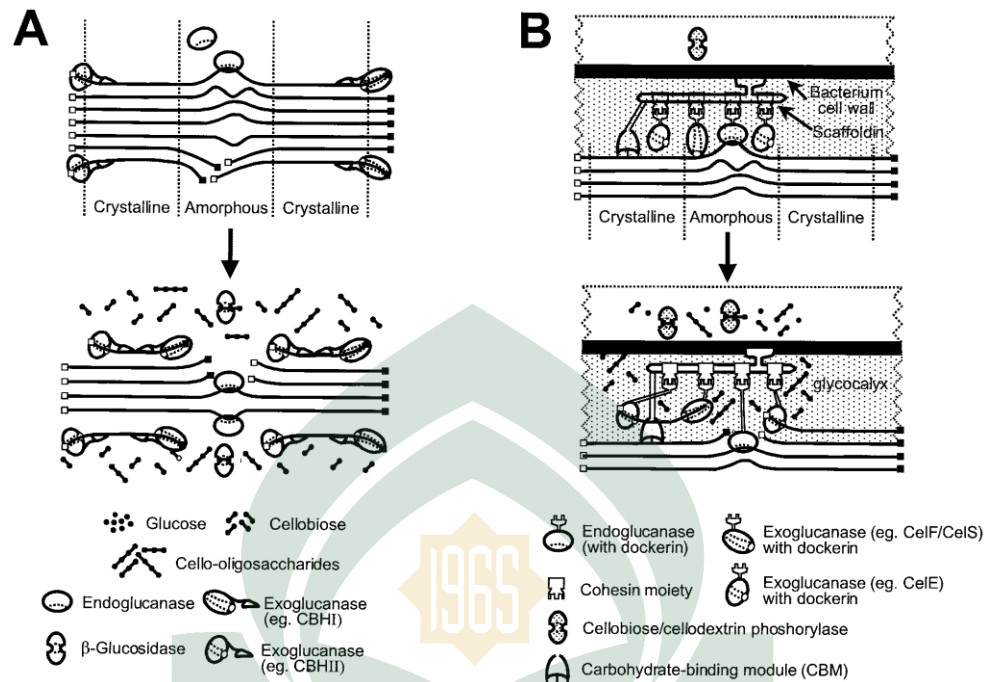 A
Crystalline
Amorphous
Crystalline
Glucose
Cellobiose
Cello-oligosaccharides
Endoglucanase
Exoglucanase
(eg. CBHI)
β-Glucosidase
Exoglucanase
(eg. CBHII)
B
Bacterium
cell wall
Scaffoldin
Crystalline
Amorphous
Crystalline
glycocalyx
Endoglucanase
(with dockerin)
Exoglucanase (eg. CelF/CelS)
with dockerin
Cohesin moiety
Exoglucanase (eg. CelE)
with dockerin
Cellobiose/cellodextrin phoshorylase
Carbohydrate-binding module (CBM)
1965